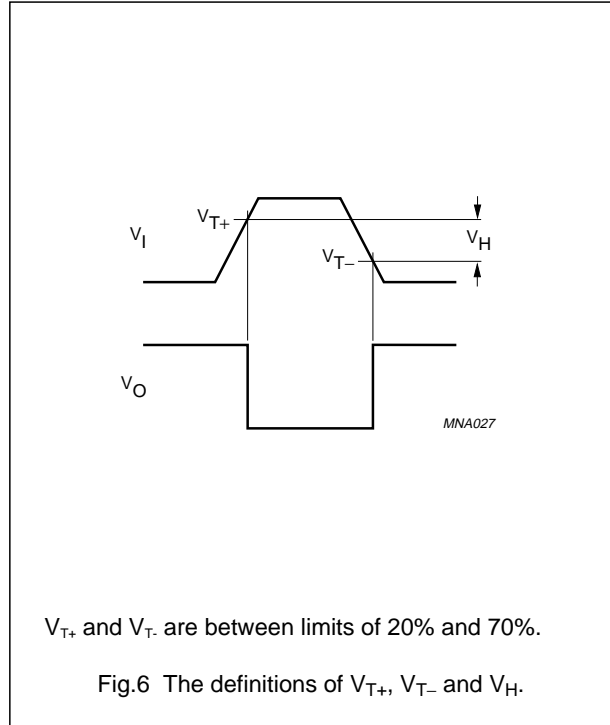 V_T+
V_I
V_H
V_T–
V_O
MNA027
V_T+ and V_T- are between limits of 20% and 70%.
Fig.6 The definitions of V_T+, V_T– and V_H.